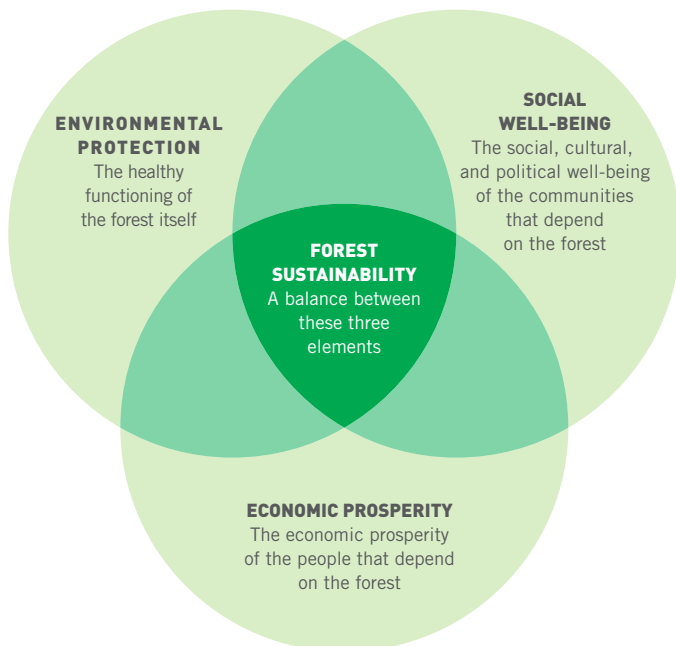 ENVIRONMENTAL
PROTECTION
The healthy
functioning of
the forest itself
SOCIAL
WELL-BEING
The social, cultural,
and political well-being
of the communities
that depend
on the forest
FOREST
SUSTAINABILITY
A balance between
these three
elements
ECONOMIC PROSPERITY
The economic prosperity
of the people that depend
on the forest